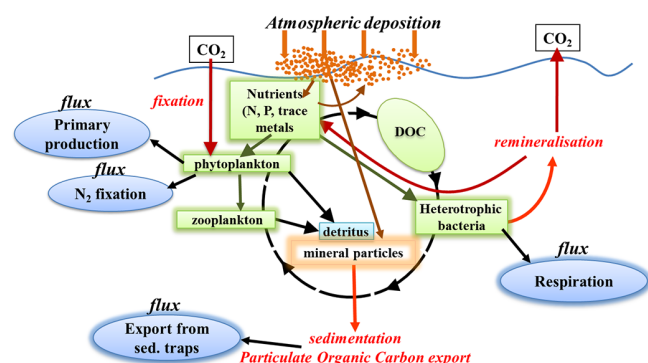 Atmospheric deposition
CO2
CO2
fixation
Nutrients
(N, P, trace
metals
DOC
remineralisation
flux
Primary
production
phytoplankton
flux
N2 fixation
zooplankton
detritus
mineral particles
Heterotrophic
bacteria
flux
Respiration
flux
Export from
sed. traps
sedimentation
Particulate Organic Carbon export